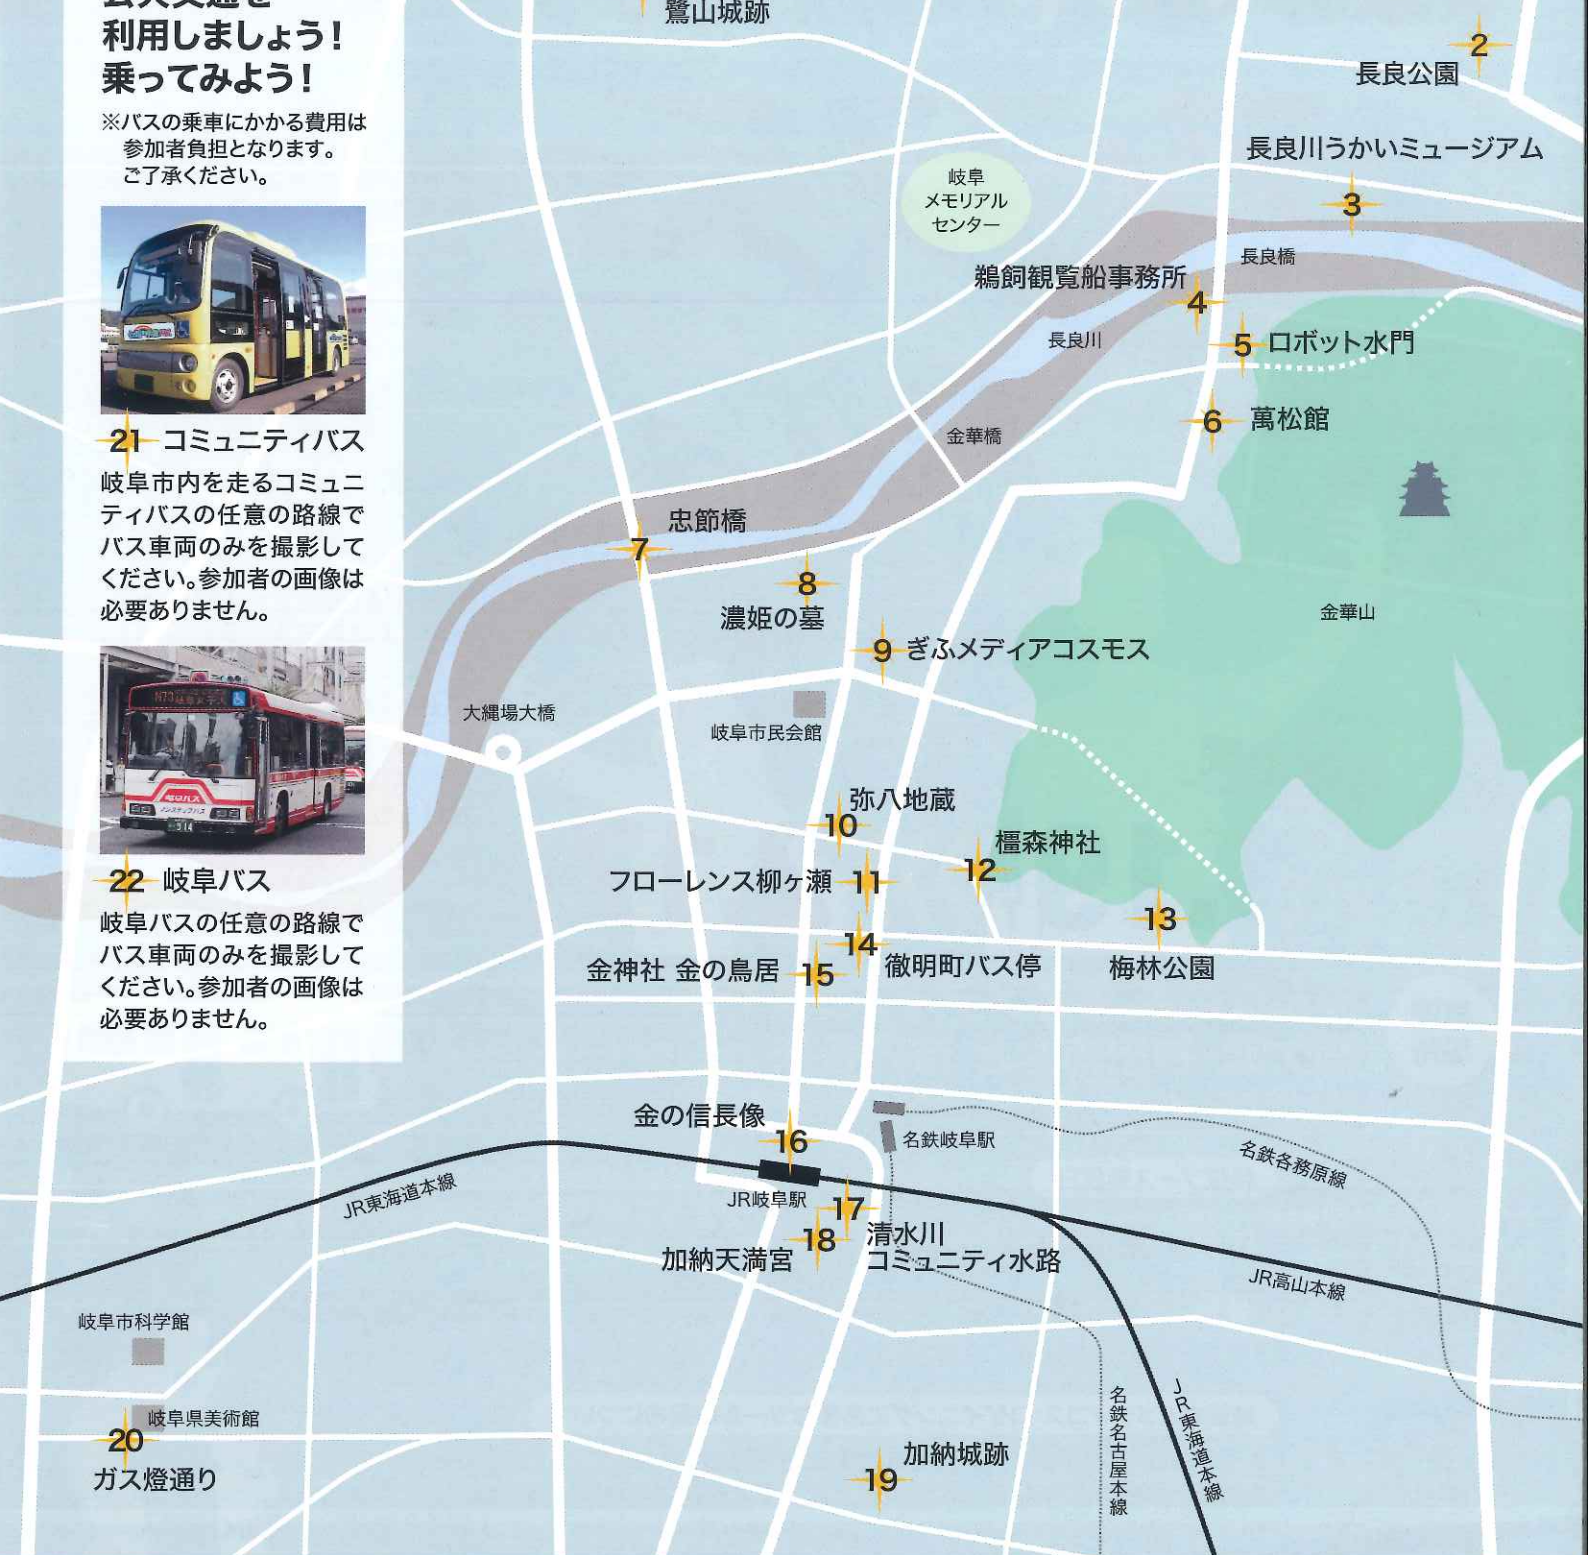 公共交通を
利用しましょう!
乗ってみよう!
※バスの乗車にかかる費用は
参加者負担となります。
ご了承ください。
21 コミュニティバス
岐阜市内を走るコミュニ
ティバスの任意の路線で
バス車両のみを撮影して
ください。参加者の画像は
必要ありません。
岐阜バス
ノンステップバス
914
22 岐阜バス
岐阜バスの任意の路線で
バス車両のみを撮影して
ください。参加者の画像は
必要ありません。
鷺山城跡
2
長良公園
長良川うかいミュージアム
3
岐阜
メモリアル
センター
長良橋
鵜飼観覧船事務所
4
長良川
5 ロボット水門
6 萬松館
金華橋
忠節橋
7
8
濃姫の墓
金華山
9 ぎふメディアコスモス
大縄場大橋
岐阜市民会館
弥八地蔵
10
橿森神社
12
フローレンス柳ヶ瀬 11
13
梅林公園
14
徹明町バス停
金神社 金の鳥居 15
金の信長像
16
名鉄岐阜駅
名鉄各務原線
JR東海道本線
JR岐阜駅
17
清水川
コミュニティ水路
18
加納天満宮
JR高山本線
岐阜市科学館
岐阜県美術館
20
ガス燈通り
加納城跡
19
名鉄名古屋本線
JR東海道本線